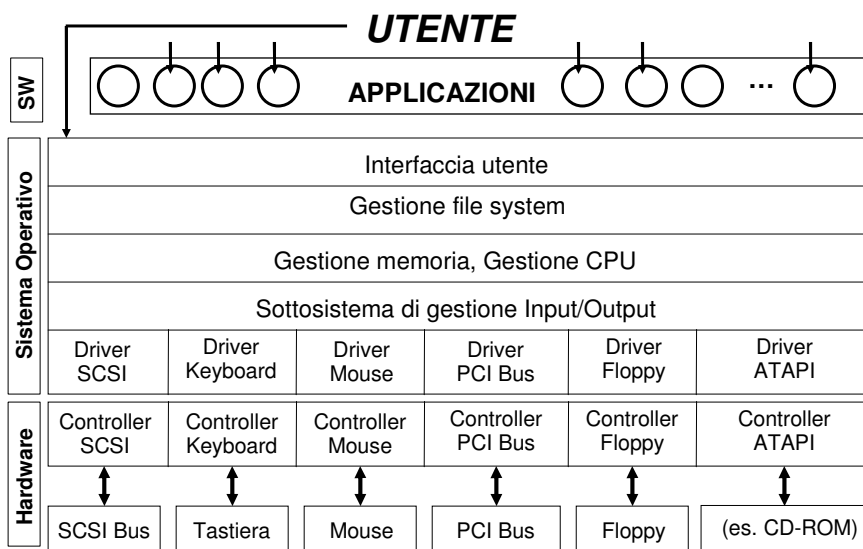 UTENTE
SW
APPLICAZIONI
...
Sistema Operativo
Interfaccia utente
Gestione file system
Gestione memoria, Gestione CPU
Sottosistema di gestione Input/Output
Driver
SCSI
Driver
Keyboard
Driver
Mouse
Driver
PCI Bus
Driver
Floppy
Driver
ATAPI
Hardware
Controller
SCSI
Controller
Keyboard
Controller
Mouse
Controller
PCI Bus
Controller
Floppy
Controller
ATAPI
SCSI Bus
Tastiera
Mouse
PCI Bus
Floppy
(es. CD-ROM)